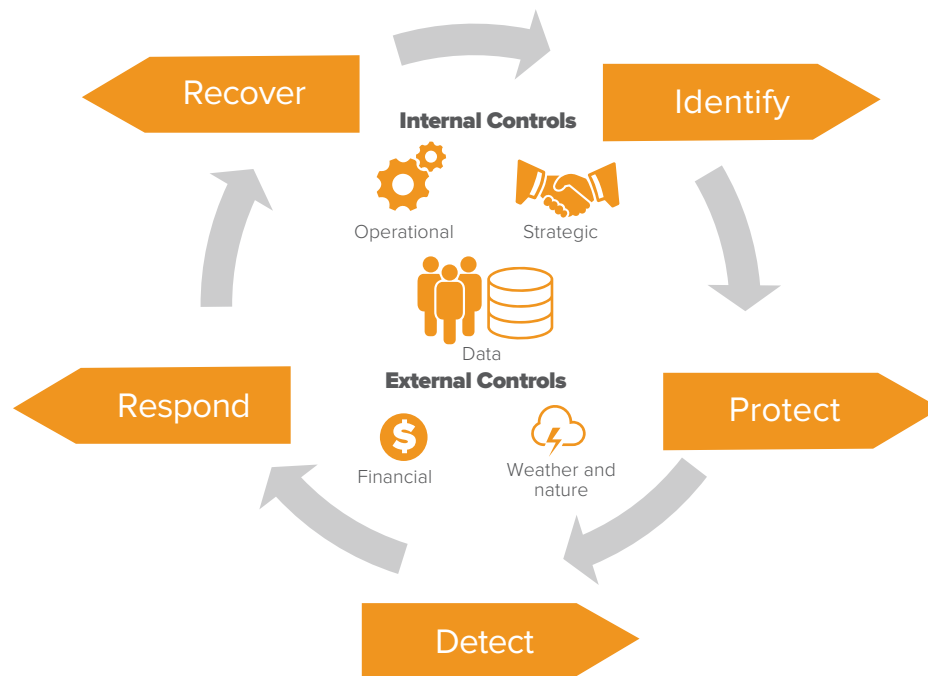 Recover
Identify
Internal Controls
Operational
Strategic
Data
External Controls
Respond
Protect
$
Financial
Weather and
nature
Detect